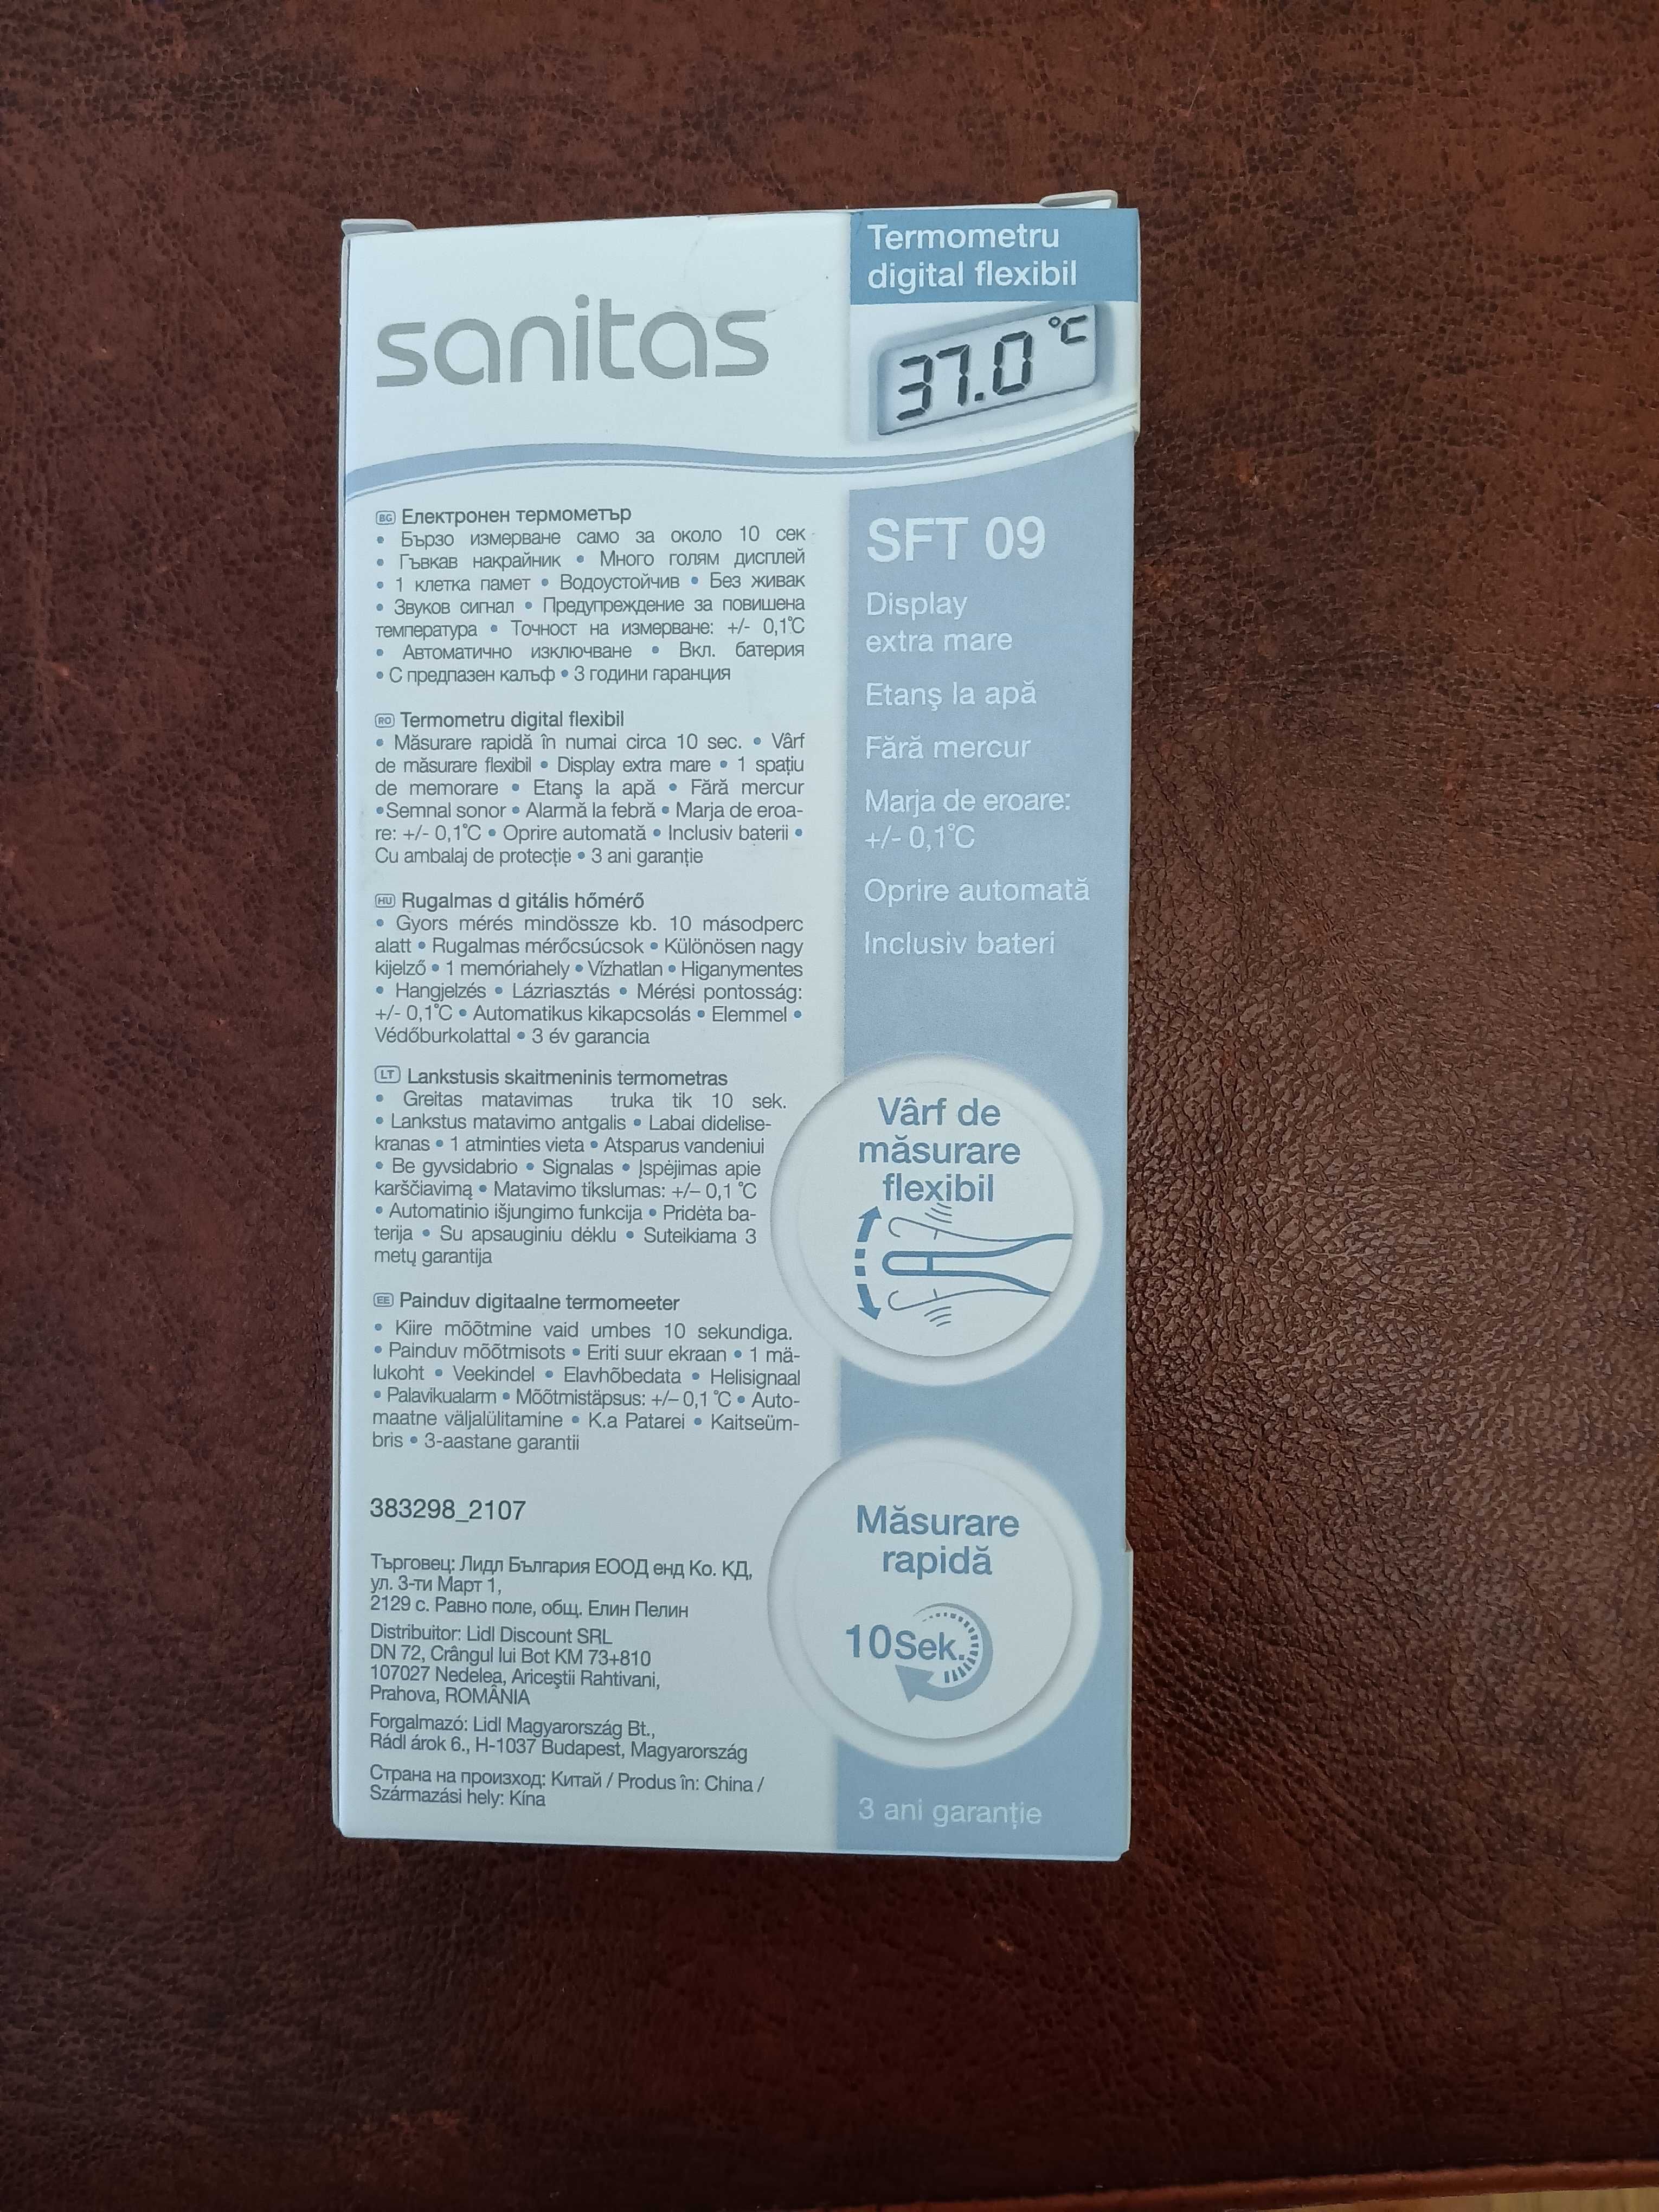 sanitas
Termometru
digital flexibil
37.0 °C
BG Електронен термометър
• Бързо измерване само за около 10 сек
• Гъвкав накрайник • Много голям дисплей
• 1 клетка памет • Водоустойчив • Без живак
• Звуков сигнал • Предупреждение за повишена
температура • Точност на измерване: +/- 0,1°C
• Автоматично изключване • Вкл. батерия
• С предпазен калъф • 3 години гаранция
RO Termometru digital flexibil
• Măsurare rapidă în numai circa 10 sec. • Vârf
de măsurare flexibil • Display extra mare • 1 spațiu
de memorare • Etanş la apă • Fără mercur
•Semnal sonor • Alarmă la febră • Marja de eroa-
re: +/- 0,1°C • Oprire automată • Inclusiv baterii •
Cu ambalaj de protecție • 3 ani garanție
HU Rugalmas d gitális hőmérő
• Gyors mérés mindössze kb. 10 másodperc
alatt • Rugalmas mérőcsúcsok • Különösen nagy
kijelző • 1 memóriahely • Vízhatlan • Higanymentes
• Hangjelzés • Lázriasztás • Mérési pontosság:
+/- 0,1°C • Automatikus kikapcsolás • Elemmel •
Védőburkolattal • 3 év garancia
LT Lankstusis skaitmeninis termometras
• Greitas matavimas truka tik 10 sek.
• Lankstus matavimo antgalis • Labai didelise-
kranas • 1 atminties vieta • Atsparus vandeniui
• Be gyvsidabrio • Signalas • Įspėjimas apie
karščiavimą • Matavimo tikslumas: +/– 0,1 °C
• Automatinio išjungimo funkcija • Pridėta ba-
terija • Su apsauginiu dėklu • Suteikiama 3
metų garantija
EE Painduv digitaalne termomeeter
• Kiire mõõtmine vaid umbes 10 sekundiga.
• Painduv mõõtmisots • Eriti suur ekraan • 1 mä-
lukoht • Veekindel • Elavhõbedata • Helisignaal
• Palavikualarm • Mõõtmistäpsus: +/– 0,1 °C • Auto-
maatne väljalülitamine • K.a Patarei • Kaitseüm-
bris • 3-aastane garantii
383298_2107
Търговец: Лидл България ЕООД енд Ко. КД,
ул. 3-ти Март 1,
2129 с. Равно поле, общ. Елин Пелин
Distribuitor: Lidl Discount SRL
DN 72, Crângul lui Bot KM 73+810
107027 Nedelea, Ariceştii Rahtivani,
Prahova, ROMÂNIA
Forgalmazó: Lidl Magyarország Bt.,
Rádl árok 6., H-1037 Budapest, Magyarország
Страна на произход: Китай / Produs în: China /
Származási hely: Kína
SFT 09
Display
extra mare
Etanş la apă
Fără mercur
Marja de eroare:
+/- 0,1°C
Oprire automată
Inclusiv bateri
Vârf de
măsurare
flexibil
Măsurare
rapidă
10Sek.
3 ani garanție